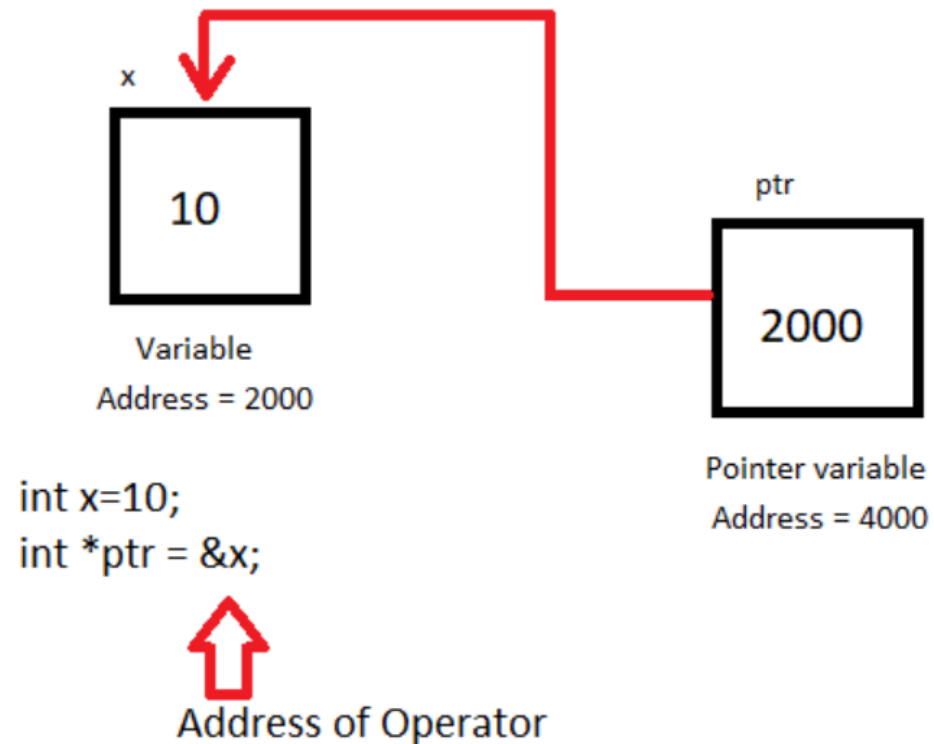 x
10
Variable
Address = 2000
ptr
2000
Pointer variable
Address = 4000
int x=10;
int *ptr = &x;
Address of Operator